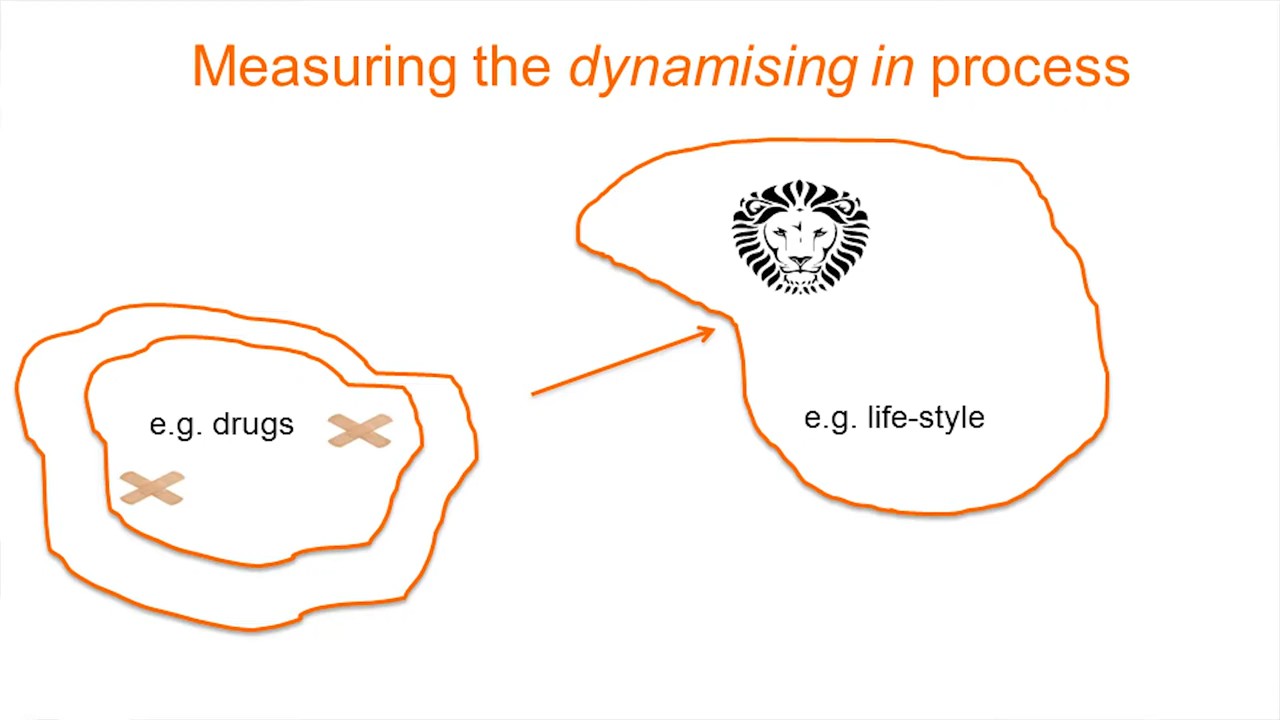 Measuring the dynamising in process
e.g. drugs
e.g. life-style